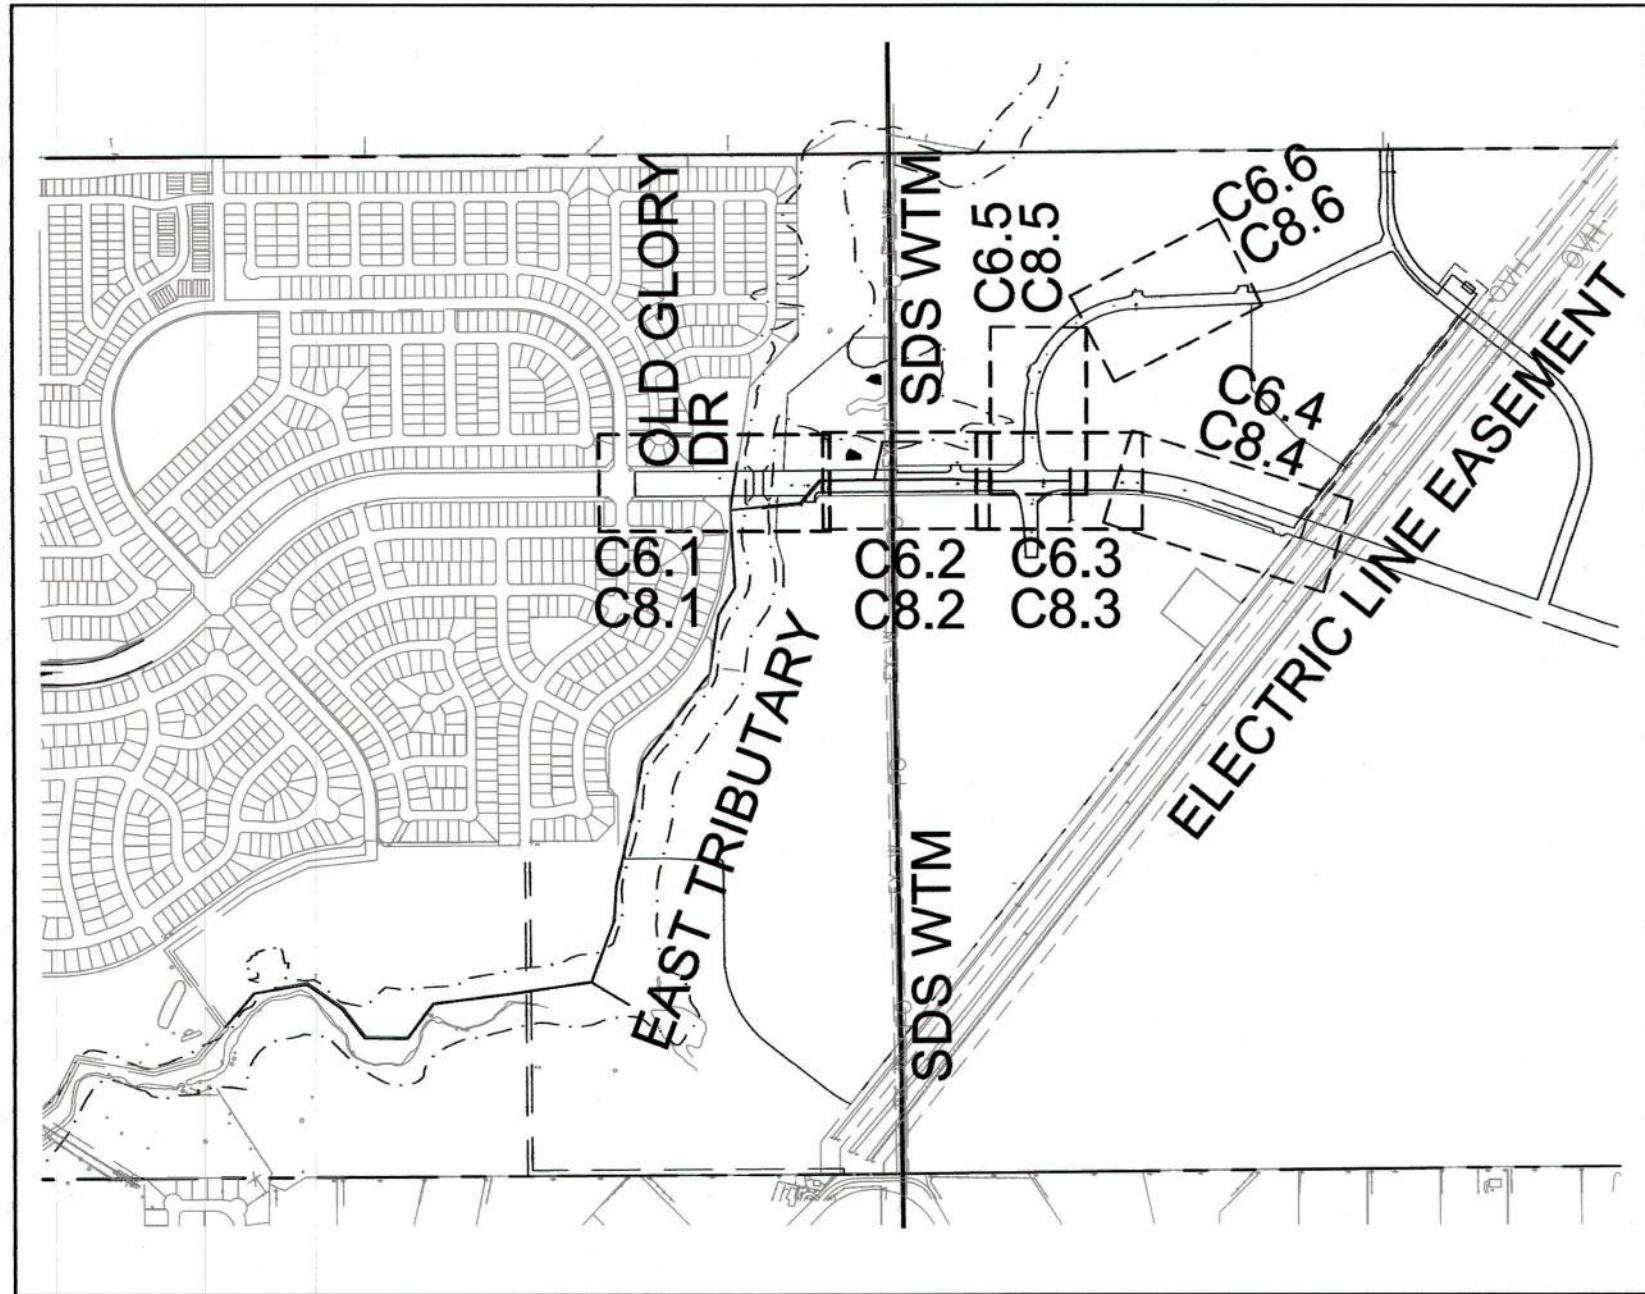 OLD GLORY
DR
SDS WTM
C6.5
C8.5
C6.6
C8.6
C6.4
C8.4
OVH
OVH
ELECTRIC LINE EASEMENT
C6.1
C8.1
C6.2
C8.2
C6.3
C8.3
EAST TRIBUTARY
SDS WTM